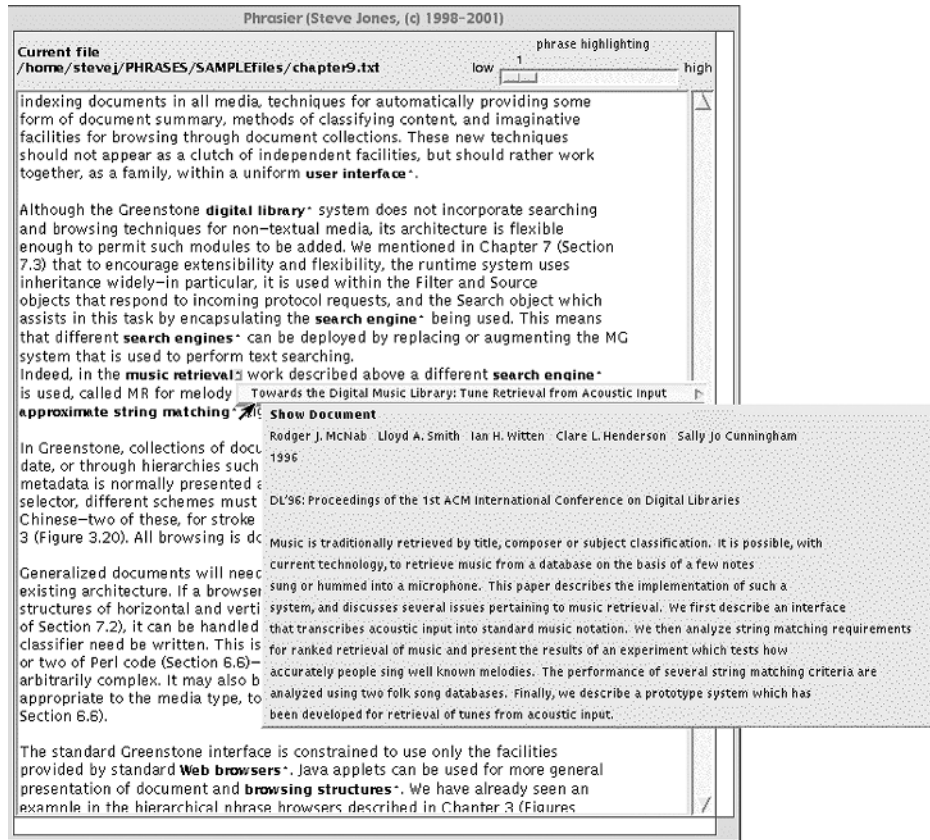 Phrasier (Steve Jones, (c) 1998-2001)
Current file
/home/stevej/PHRASES/SAMPLEfiles/chapter9.txt
phrase highlighting
1
low
high
indexing documents in all media, techniques for automatically providing some
form of document summary, methods of classifying content, and imaginative
facilities for browsing through document collections. These new techniques
should not appear as a clutch of independent facilities, but should rather work
together, as a family, within a uniform user interface.
Although the Greenstone digital library system does not incorporate searching
and browsing techniques for non-textual media, its architecture is flexible
enough to permit such modules to be added. We mentioned in Chapter 7 (Section
7.3) that to encourage extensibility and flexibility, the runtime system uses
inheritance widely—in particular, it is used within the Filter and Source
objects that respond to incoming protocol requests, and the Search object which
assists in this task by encapsulating the search engine being used. This means
that different search engines can be deployed by replacing or augmenting the MG
system that is used to perform text searching.
Indeed, in the music retrieval work described above a different search engine
is used, called MR for melody
approximate string matching
In Greenstone, collections of docu
date, or through hierarchies such
metadata is normally presented a
selector, different schemes must
Chinese—two of these, for stroke
3 (Figure 3.20). All browsing is do
Generalized documents will need
existing architecture. If a browser
structures of horizontal and verti
of Section 7.2), it can be handled
classifier need be written. This is
or two of Perl code (Section 6.6)—
arbitrarily complex. It may also b
appropriate to the media type, to
Section 6.6).
The standard Greenstone interface is constrained to use only the facilities
provided by standard Web browsers. Java applets can be used for more general
presentation of document and browsing structures. We have already seen an
example in the hierarchical phrase browsers described in Chapter 3 (Figures
Towards the Digital Music Library: Tune Retrieval from Acoustic Input
Show Document
Rodger J. McNab Lloyd A. Smith Ian H. Witten Clare L. Henderson Sally Jo Cunningham
1996
DL'96: Proceedings of the 1st ACM International Conference on Digital Libraries
Music is traditionally retrieved by title, composer or subject classification. It is possible, with
current technology, to retrieve music from a database on the basis of a few notes
sung or hummed into a microphone. This paper describes the implementation of such a
system, and discusses several issues pertaining to music retrieval. We first describe an interface
that transcribes acoustic input into standard music notation. We then analyze string matching requirements
for ranked retrieval of music and present the results of an experiment which tests how
accurately people sing well known melodies. The performance of several string matching criteria are
analyzed using two folk song databases. Finally, we describe a prototype system which has
been developed for retrieval of tunes from acoustic input.